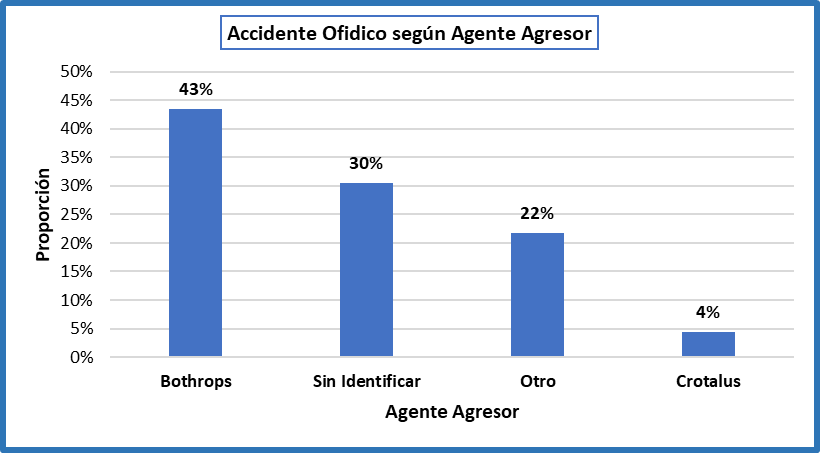 Accidente Ofidico según Agente Agresor
50%
45%
40%
35%
30%
25%
20%
15%
10%
5%
0%
Proporción
43%
30%
22%
4%
Bothrops
Sin Identificar
Otro
Crotalus
Agente Agresor